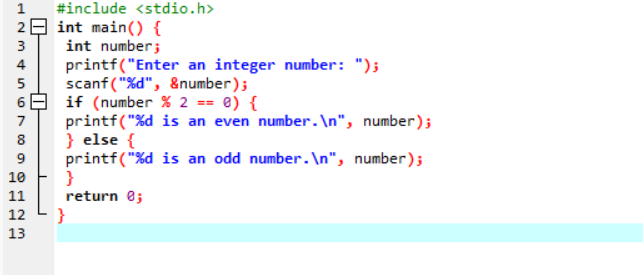 1 #include <stdio.h>
2 int main() {
3 int number;
4 printf("Enter an integer number: ");
5 scanf("%d", &number);
6 if (number % 2 == 0) {
7 printf("%d is an even number.\n", number);
8 } else {
9 printf("%d is an odd number.\n", number);
10 }
11 return 0;
12 }
13